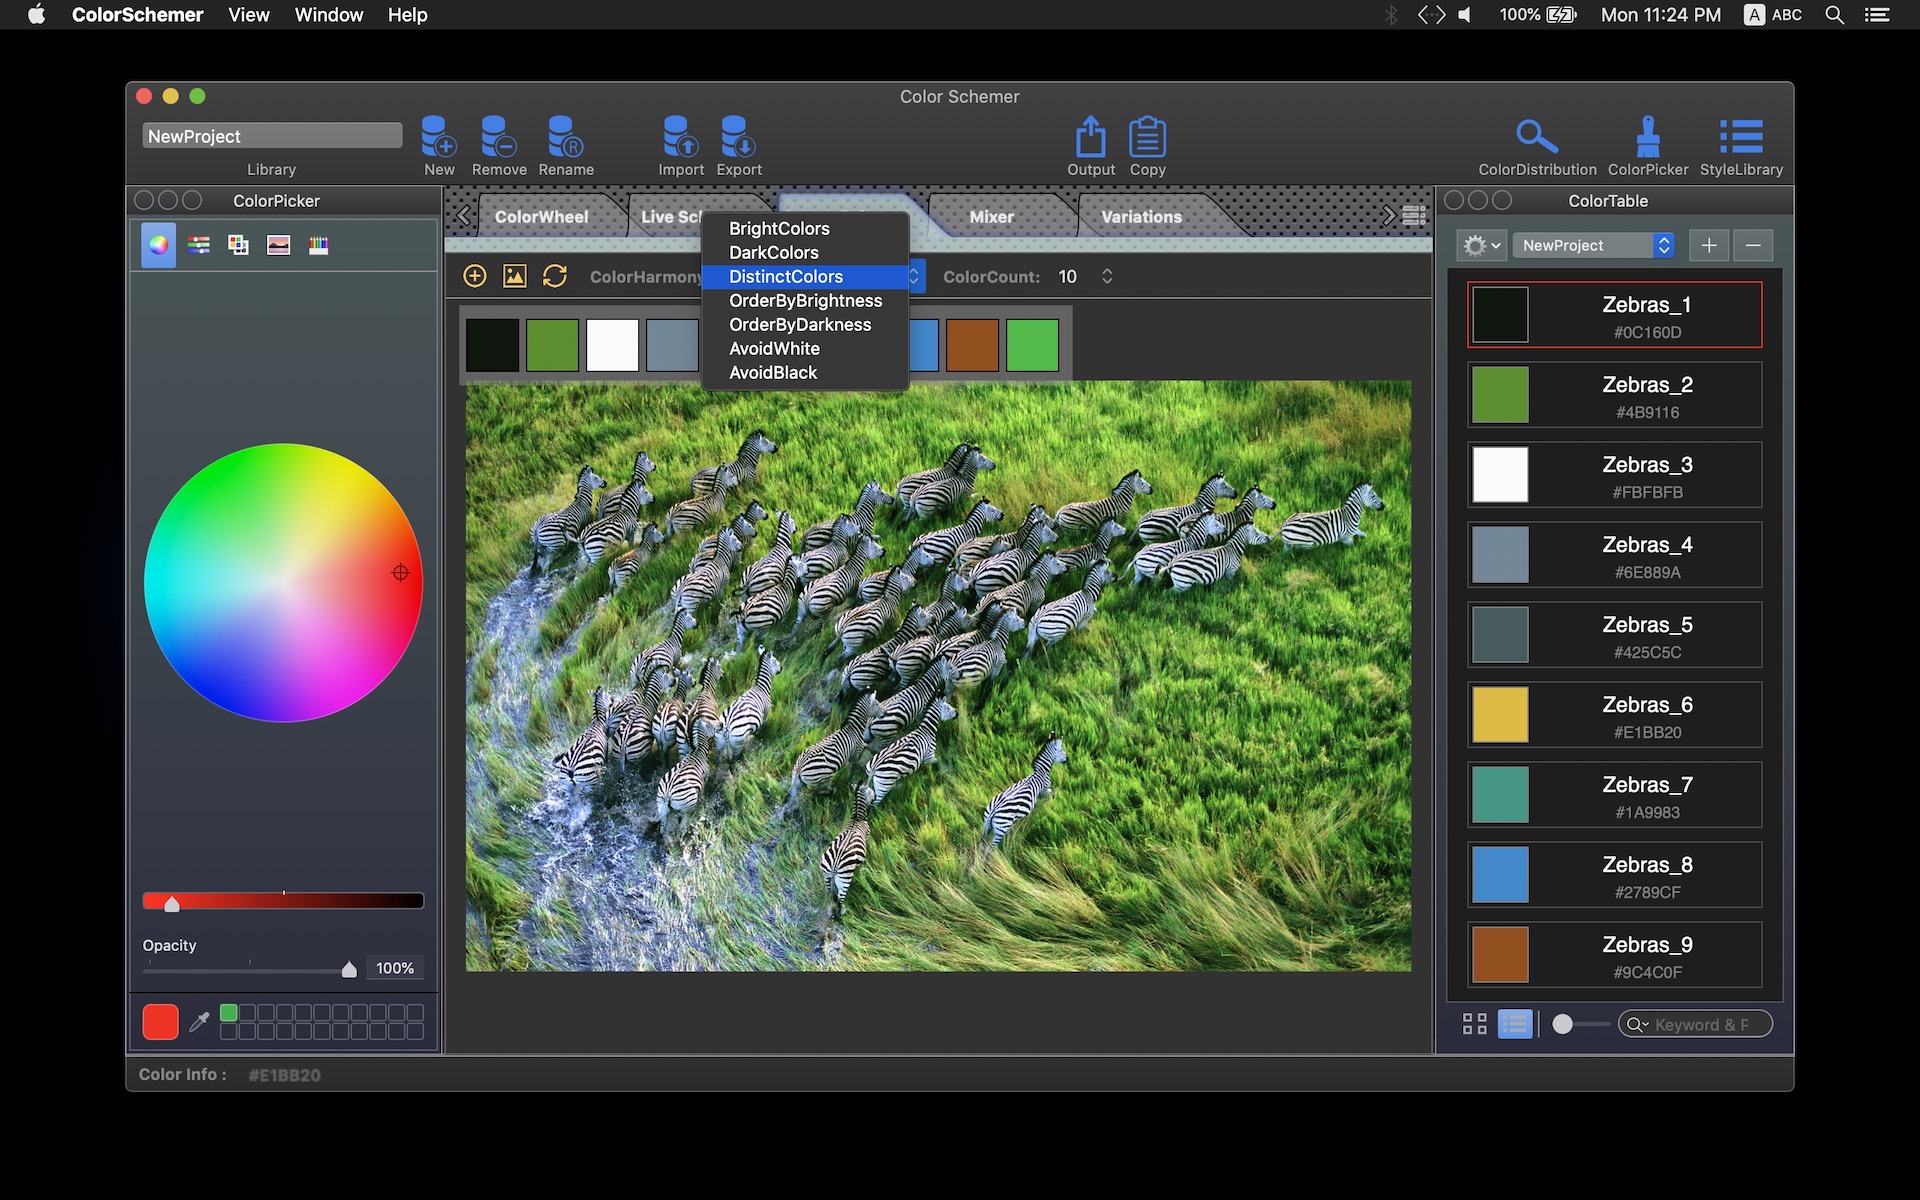 ColorSchemer View Window Help
100% Mon 11:24 PM A ABC
Color Schemer
NewProject
Library
New Remove Rename
Import Export
Output Copy
ColorDistribution ColorPicker StyleLibrary
ColorPicker
ColorWheel
Mixer
Variations
ColorTable
BrightColors
DarkColors
DistinctColors
OrderByBrightness
OrderByDarkness
AvoidWhite
AvoidBlack
ColorHarmony
ColorCount: 10
NewProject
Zebras_1
#0C160D
Zebras_2
#4B9116
Zebras_3
#FBFBFB
Zebras_4
#6E889A
Zebras_5
#425C5C
Zebras_6
#E1BB20
Zebras_7
#1A9983
Zebras_8
#2789CF
Zebras_9
#9C4C0F
Opacity
100%
Keyword &
Color Info : #E1BB20